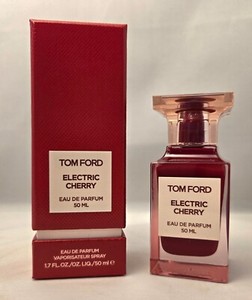 TOM FORD
ELECTRIC
CHERRY
EAU DE PARFUM
50 ML
EAU DE PARFUM
VAPORISATEUR SPRAY
1.7 FL.OZ./OZ. LIQ./50 ml ℮
TOM FORD
ELECTRIC
CHERRY
EAU DE PARFUM
50 ML